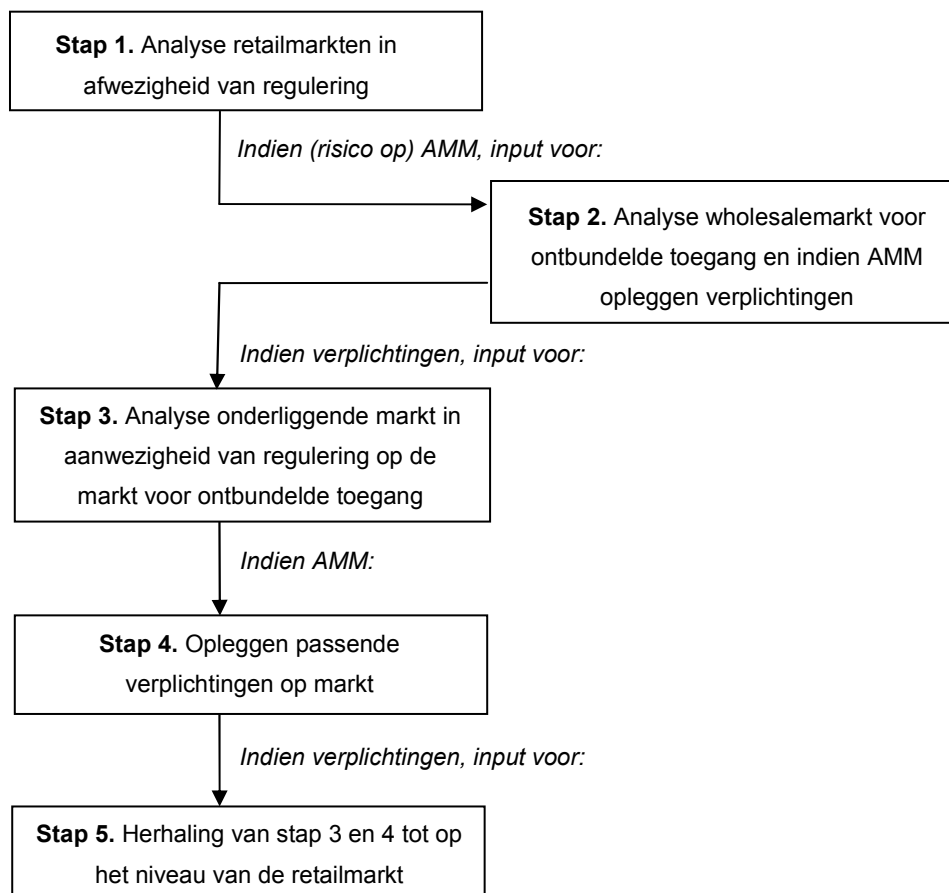 Stap 1. Analyse retailmarkten in
afwezigheid van regulering
Indien (risico op) AMM, input voor:
Stap 2. Analyse wholesalemarkt voor
ontbundelde toegang en indien AMM
opleggen verplichtingen
Indien verplichtingen, input voor:
Stap 3. Analyse onderliggende markt in
aanwezigheid van regulering op de
markt voor ontbundelde toegang
Indien AMM:
Stap 4. Opleggen passende
verplichtingen op markt
Indien verplichtingen, input voor:
Stap 5. Herhaling van stap 3 en 4 tot op
het niveau van de retailmarkt